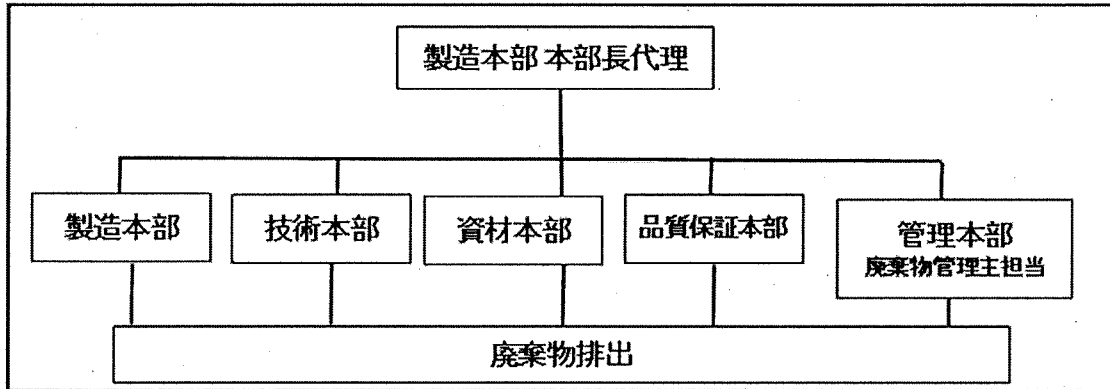 製造本部 本部長代理
製造本部
技術本部
資材本部
品質保証本部
管理本部
廃棄物管理主担当
廃棄物排出